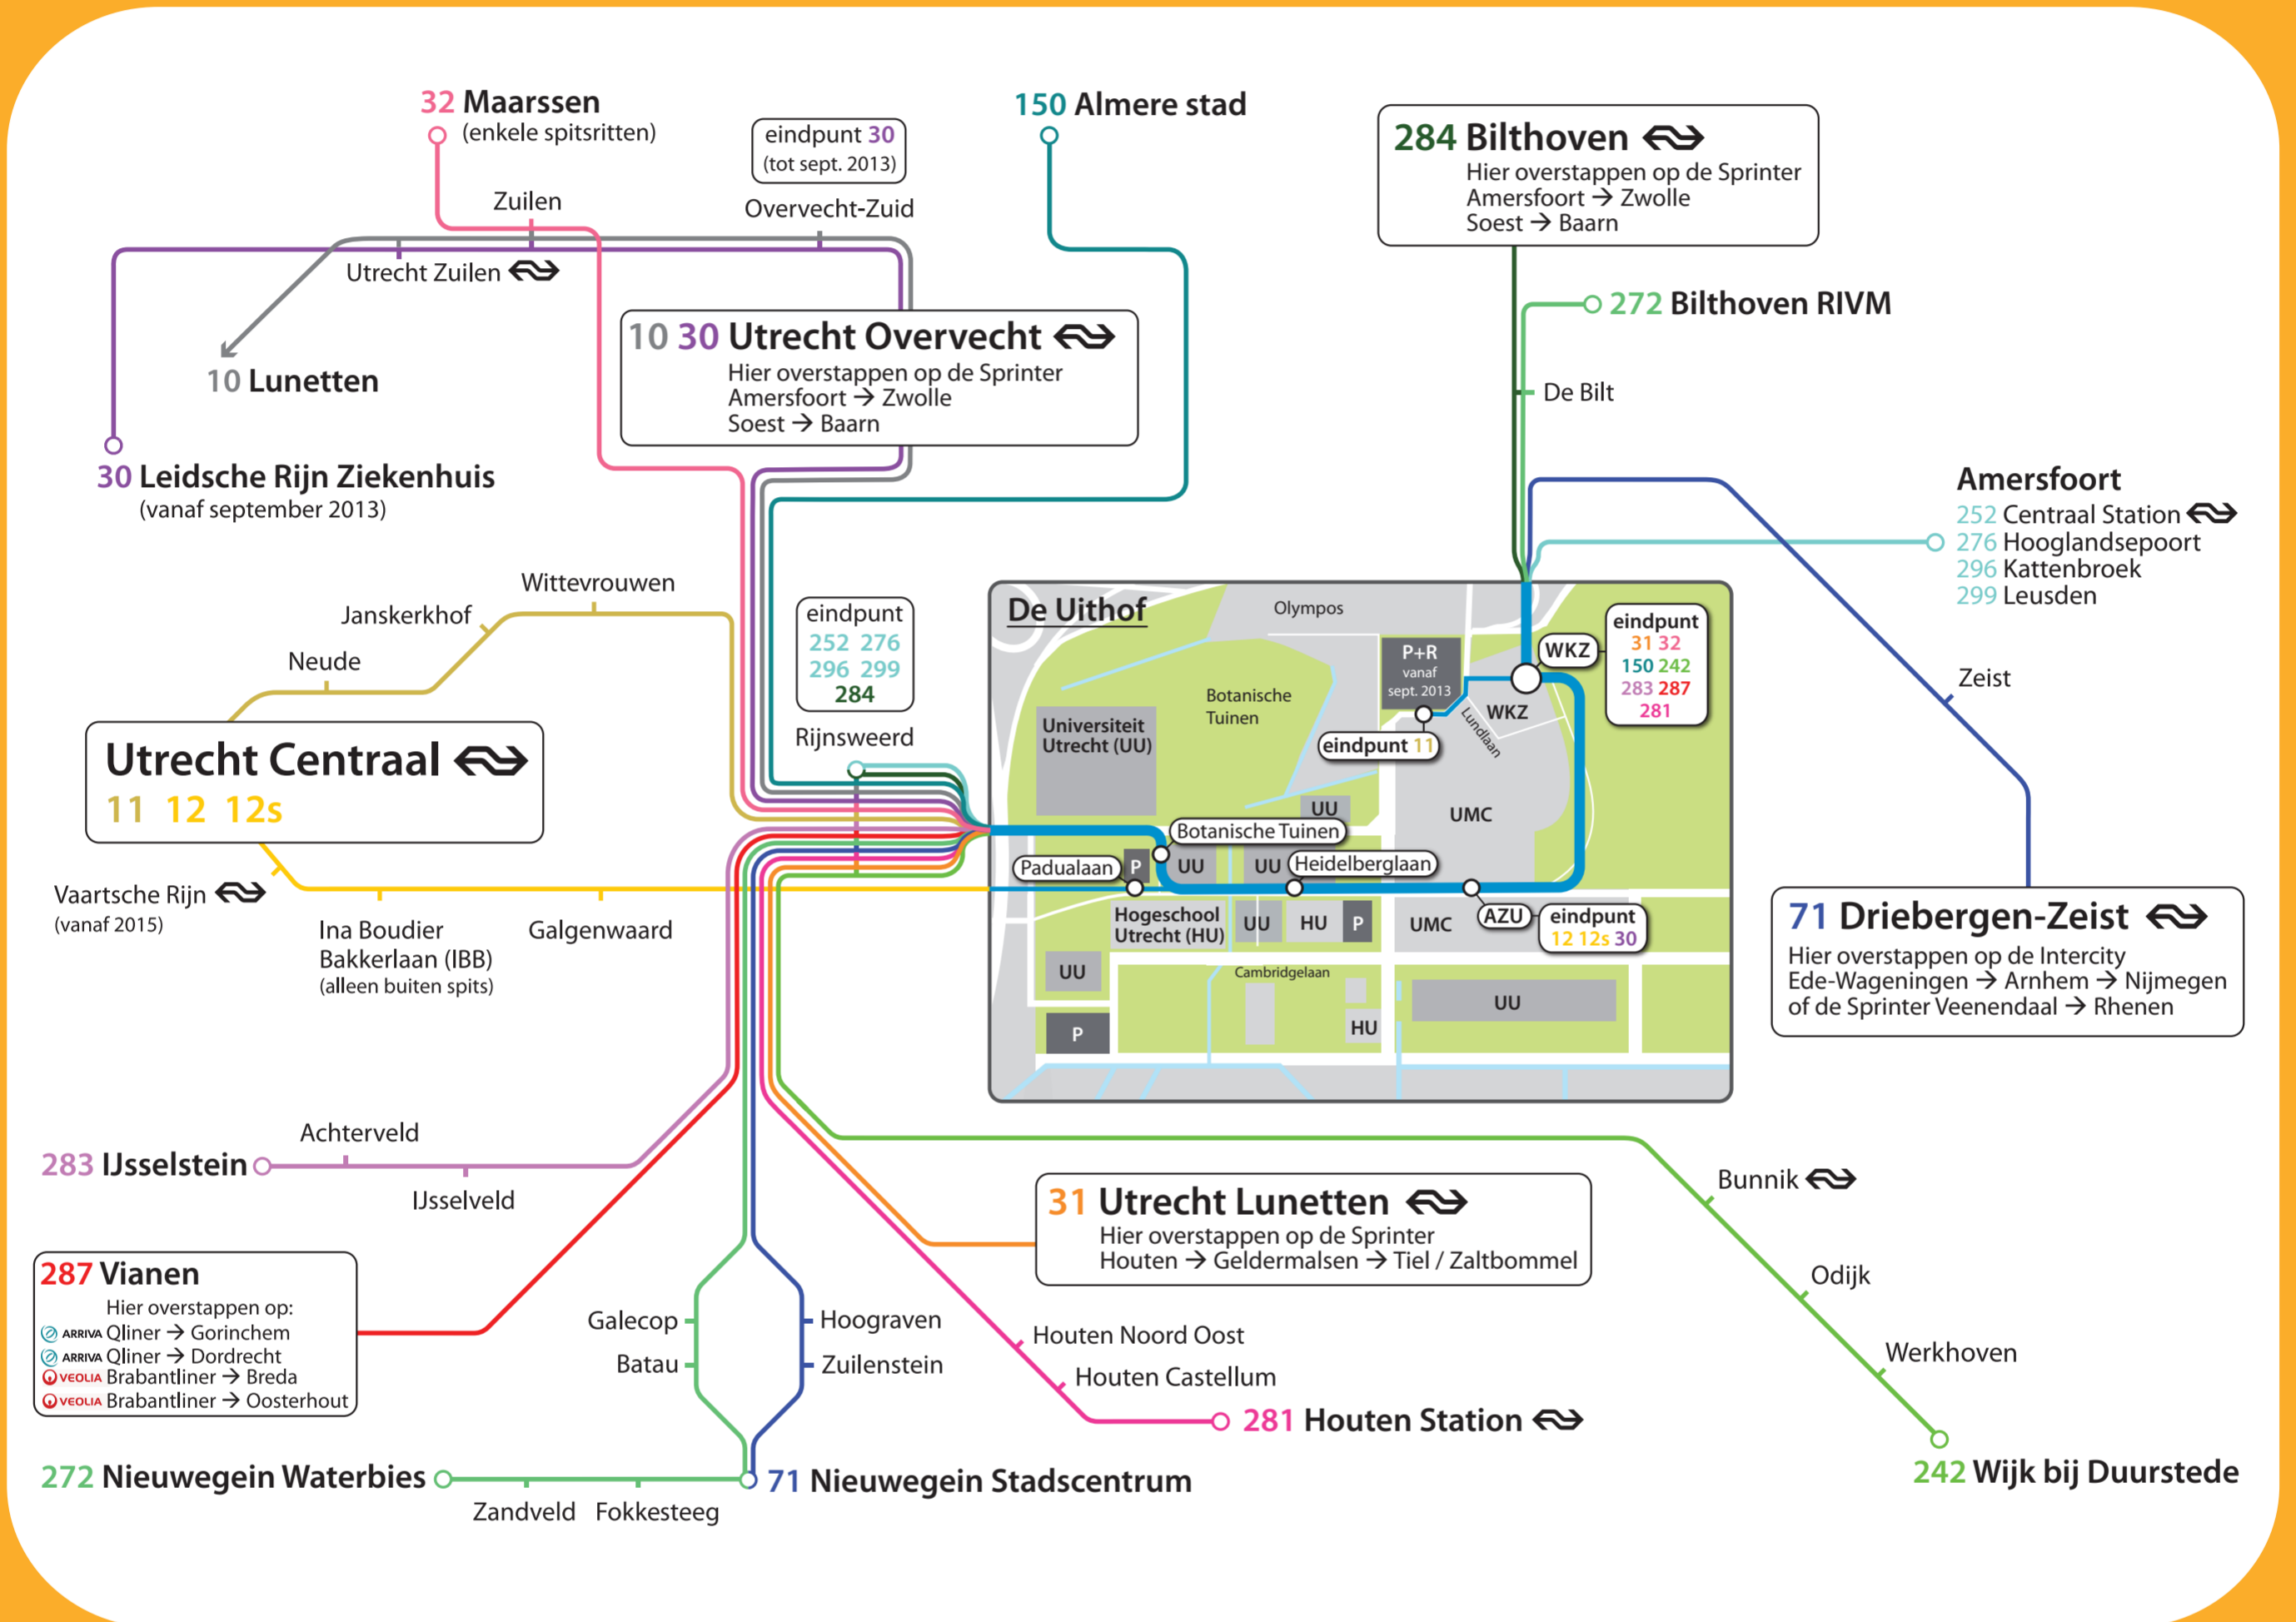 32 Maarssen
(enkele spitsritten)
eindpunt 30
(tot sept. 2013)
150 Almere stad
284 Bilthoven
Hier overstappen op de Sprinter
Amersfoort → Zwolle
Soest → Baarn
Zuilen
Overvecht-Zuid
Utrecht Zuilen
272 Bilthoven RIVM
10 30 Utrecht Overvecht
Hier overstappen op de Sprinter
Amersfoort → Zwolle
Soest → Baarn
10 Lunetten
De Bilt
30 Leidsche Rijn Ziekenhuis
(vanaf september 2013)
Amersfoort
252 Centraal Station
276 Hooglandsepoort
296 Kattenbroek
299 Leusden
Wittevrouwen
Janskerkhof
Neude
eindpunt
252 276
296 299
284
Rijnsweerd
Utrecht Centraal
11 12 12s
Vaartsche Rijn
(vanaf 2015)
Ina Boudier
Bakkerlaan (IBB)
(alleen buiten spits)
Galgenwaard
De Uithof
Olympos
P+R
vanaf
sept. 2013
WKZ
eindpunt
31 32
150 242
283 287
281
Botanische
Tuinen
Universiteit
Utrecht (UU)
WKZ
Lundlaan
eindpunt 11
UU
UMC
Botanische Tuinen
Padualaan
P
UU
UU
Heidelberglaan
Hogeschool
Utrecht (HU)
UU
HU
P
UMC
AZU
eindpunt
12 12s 30
UU
Cambridgelaan
UU
P
HU
Zeist
71 Driebergen-Zeist
Hier overstappen op de Intercity
Ede-Wageningen → Arnhem → Nijmegen
of de Sprinter Veenendaal → Rhenen
Achterveld
283 IJsselstein
IJsselveld
287 Vianen
Hier overstappen op:
ARRIVA Qliner → Gorinchem
ARRIVA Qliner → Dordrecht
VEOLIA Brabantliner → Breda
VEOLIA Brabantliner → Oosterhout
31 Utrecht Lunetten
Hier overstappen op de Sprinter
Houten → Geldermalsen → Tiel / Zaltbommel
Bunnik
Odijk
Werkhoven
Galecop
Batau
Hoograven
Zuilenstein
Houten Noord Oost
Houten Castellum
281 Houten Station
242 Wijk bij Duurstede
272 Nieuwegein Waterbies
Zandveld
Fokkesteeg
71 Nieuwegein Stadscentrum